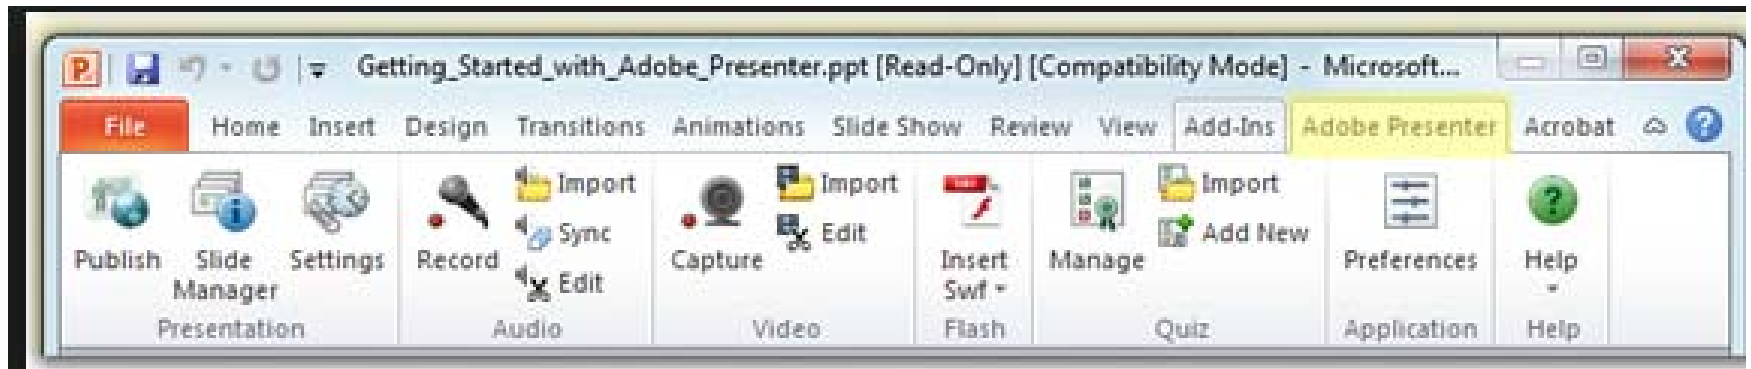 Getting_Started_with_Adobe_Presenter.ppt [Read-Only] [Compatibility Mode] - Microsoft...
File Home Insert Design Transitions Animations Slide Show Review View Add-Ins Adobe Presenter Acrobat
Publish
Slide
Manager
Settings
Presentation
Record
Import
Sync
Edit
Audio
Capture
Import
Edit
Video
Insert
Swf
Flash
Manage
Import
Add New
Quiz
Preferences
Application
Help
Help